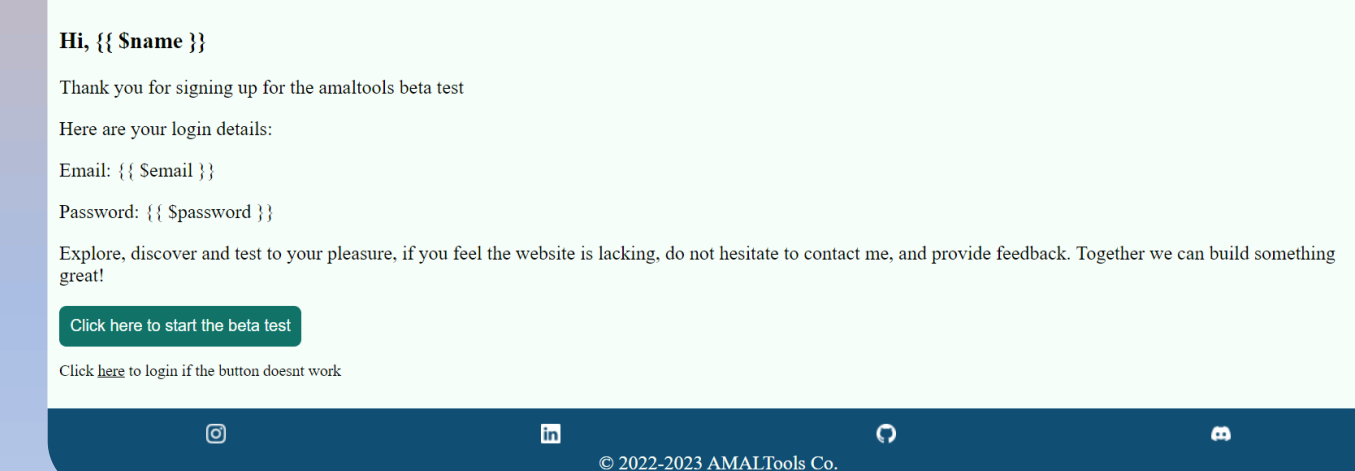 Hi, {{ $name }}
Thank you for signing up for the amaltools beta test
Here are your login details:
Email: {{ $email }}
Password: {{ $password }}
Explore, discover and test to your pleasure, if you feel the website is lacking, do not hesitate to contact me, and provide feedback. Together we can build something
great!
Click here to start the beta test
Click here to login if the button doesnt work
in
© 2022-2023 AMALTools Co.